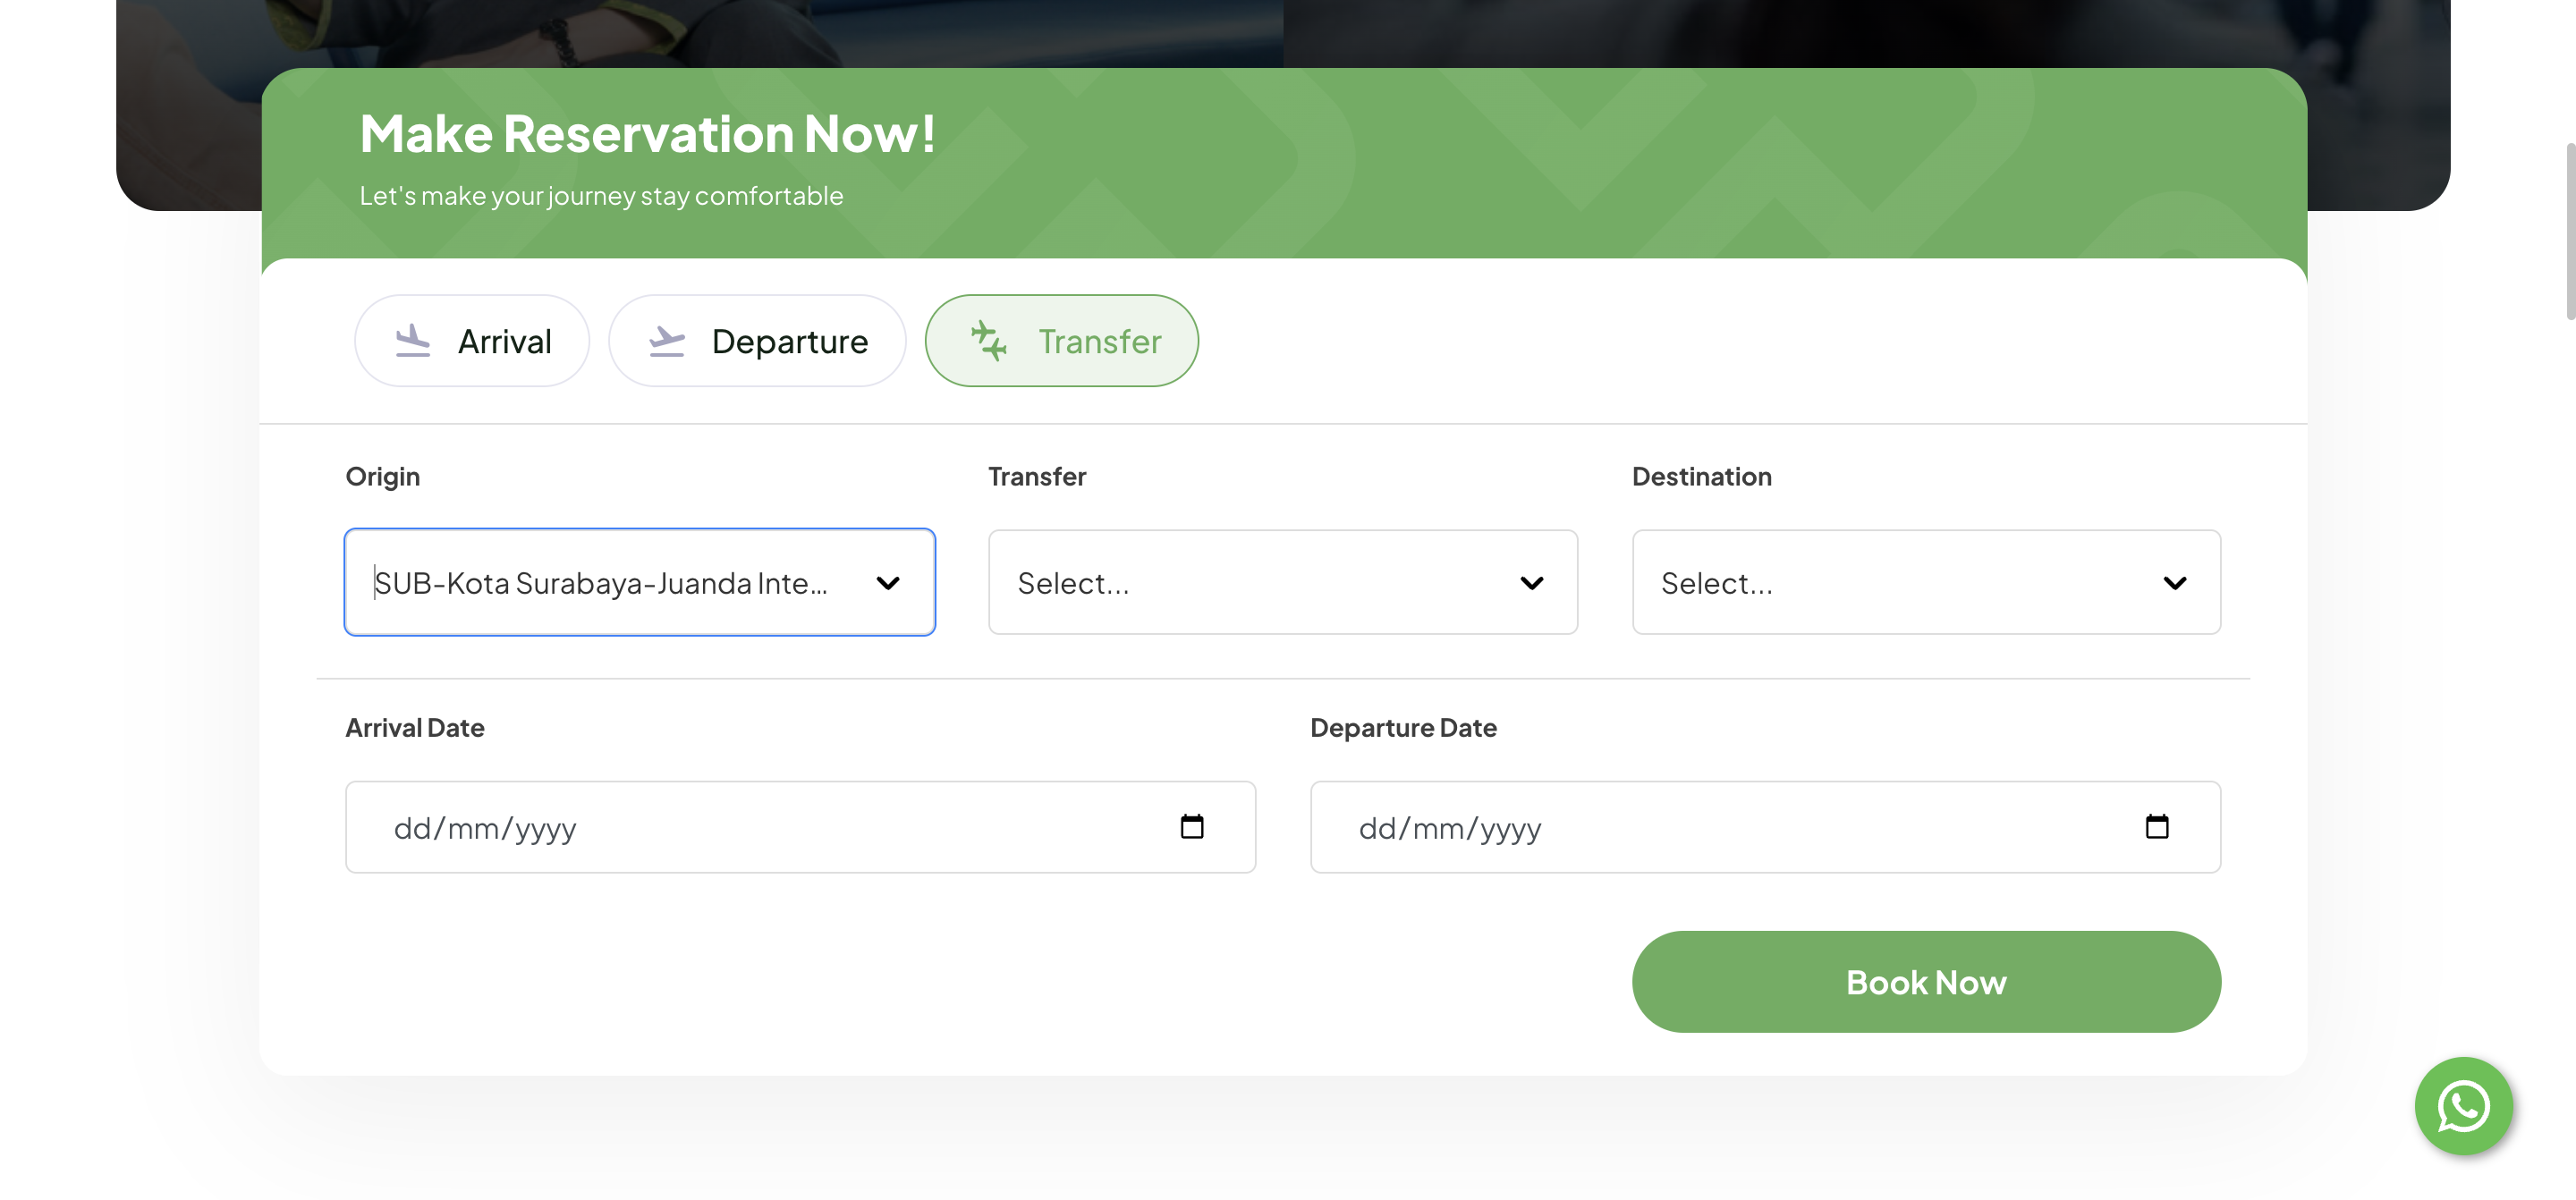 Make Reservation Now!
Let's make your journey stay comfortable
Arrival
Departure
Transfer
Origin
Transfer
Destination
SUB-Kota Surabaya-Juanda Inte...
Select...
Select...
Arrival Date
Departure Date
dd/mm/yyyy
dd/mm/yyyy
Book Now